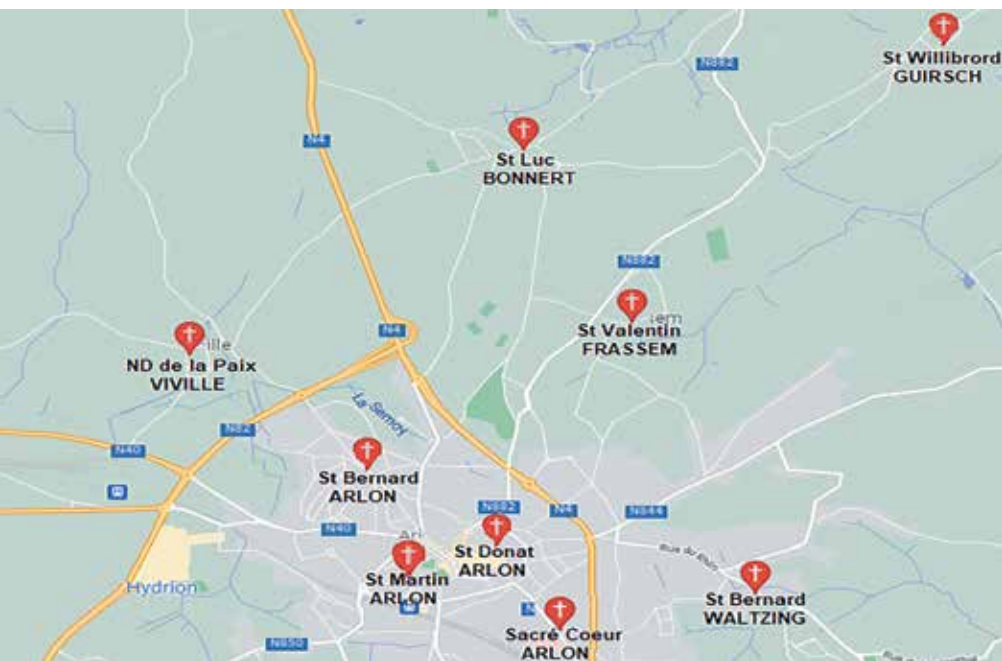 St Willibrord
GUIRSCH
N882
N4
St Luc
BONNERT
N882
St Valentin
FRASSEM
N4
ND de la Paix
VIVILLE
La Semoy
N82
N40
St Bernard
ARLON
N882
N4
N844
N40
St Donat
ARLON
St Martin
ARLON
Rue du
Hydrion
St Bernard
WALTZING
Sacré Coeur
ARLON
N850